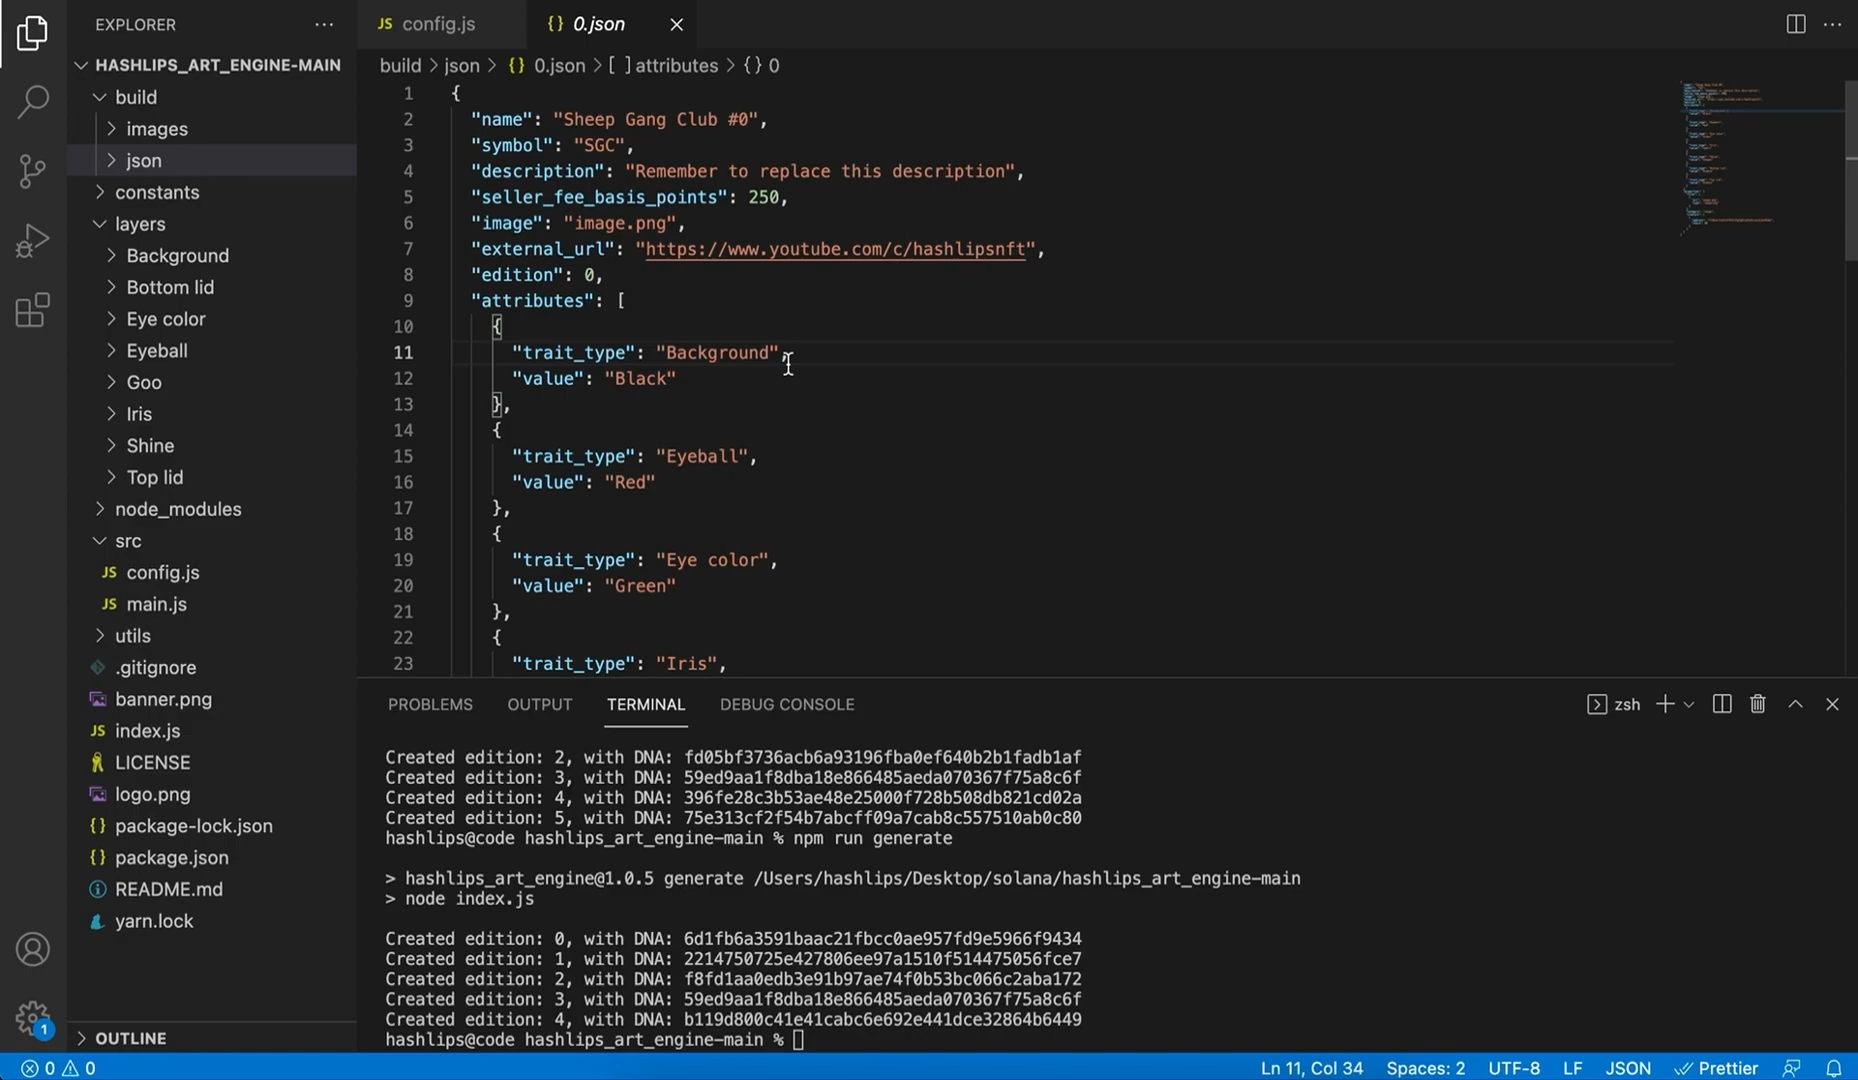 EXPLORER
HASHLIPS_ART_ENGINE-MAIN
build
images
json
constants
layers
Background
Bottom lid
Eye color
Eyeball
Goo
Iris
Shine
Top lid
node_modules
src
JS config.js
JS main.js
utils
.gitignore
banner.png
JS index.js
LICENSE
logo.png
{} package-lock.json
{} package.json
README.md
yarn.lock
OUTLINE
1
JS config.js {} 0.json
build > json > {} 0.json > [ ] attributes > {} 0
1 {
2 "name": "Sheep Gang Club #0",
3 "symbol": "SGC",
4 "description": "Remember to replace this description",
5 "seller_fee_basis_points": 250,
6 "image": "image.png",
7 "external_url": "https://www.youtube.com/c/hashlipsnft",
8 "edition": 0,
9 "attributes": [
10 {
11 "trait_type": "Background",
12 "value": "Black"
13 },
14 {
15 "trait_type": "Eyeball",
16 "value": "Red"
17 },
18 {
19 "trait_type": "Eye color",
20 "value": "Green"
21 },
22 {
23 "trait_type": "Iris",
PROBLEMS OUTPUT TERMINAL DEBUG CONSOLE zsh
Created edition: 2, with DNA: fd05bf3736acb6a93196fba0ef640b2b1fadb1af
Created edition: 3, with DNA: 59ed9aa1f8dba18e866485aeda070367f75a8c6f
Created edition: 4, with DNA: 396fe28c3b53ae48e25000f728b508db821cd02a
Created edition: 5, with DNA: 75e313cf2f54b7abcff09a7cab8c557510ab0c80
hashlips@code hashlips_art_engine-main % npm run generate
> hashlips_art_engine@1.0.5 generate /Users/hashlips/Desktop/solana/hashlips_art_engine-main
> node index.js
Created edition: 0, with DNA: 6d1fb6a3591baac21fbcc0ae957fd9e5966f9434
Created edition: 1, with DNA: 2214750725e427806ee97a1510f514475056fce7
Created edition: 2, with DNA: f8fd1aa0edb3e91b97ae74f0b53bc066c2aba172
Created edition: 3, with DNA: 59ed9aa1f8dba18e866485aeda070367f75a8c6f
Created edition: 4, with DNA: b119d800c41e41cabc6e692e441dce32864b6449
hashlips@code hashlips_art_engine-main %
0 0 Ln 11, Col 34 Spaces: 2 UTF-8 LF JSON Prettier